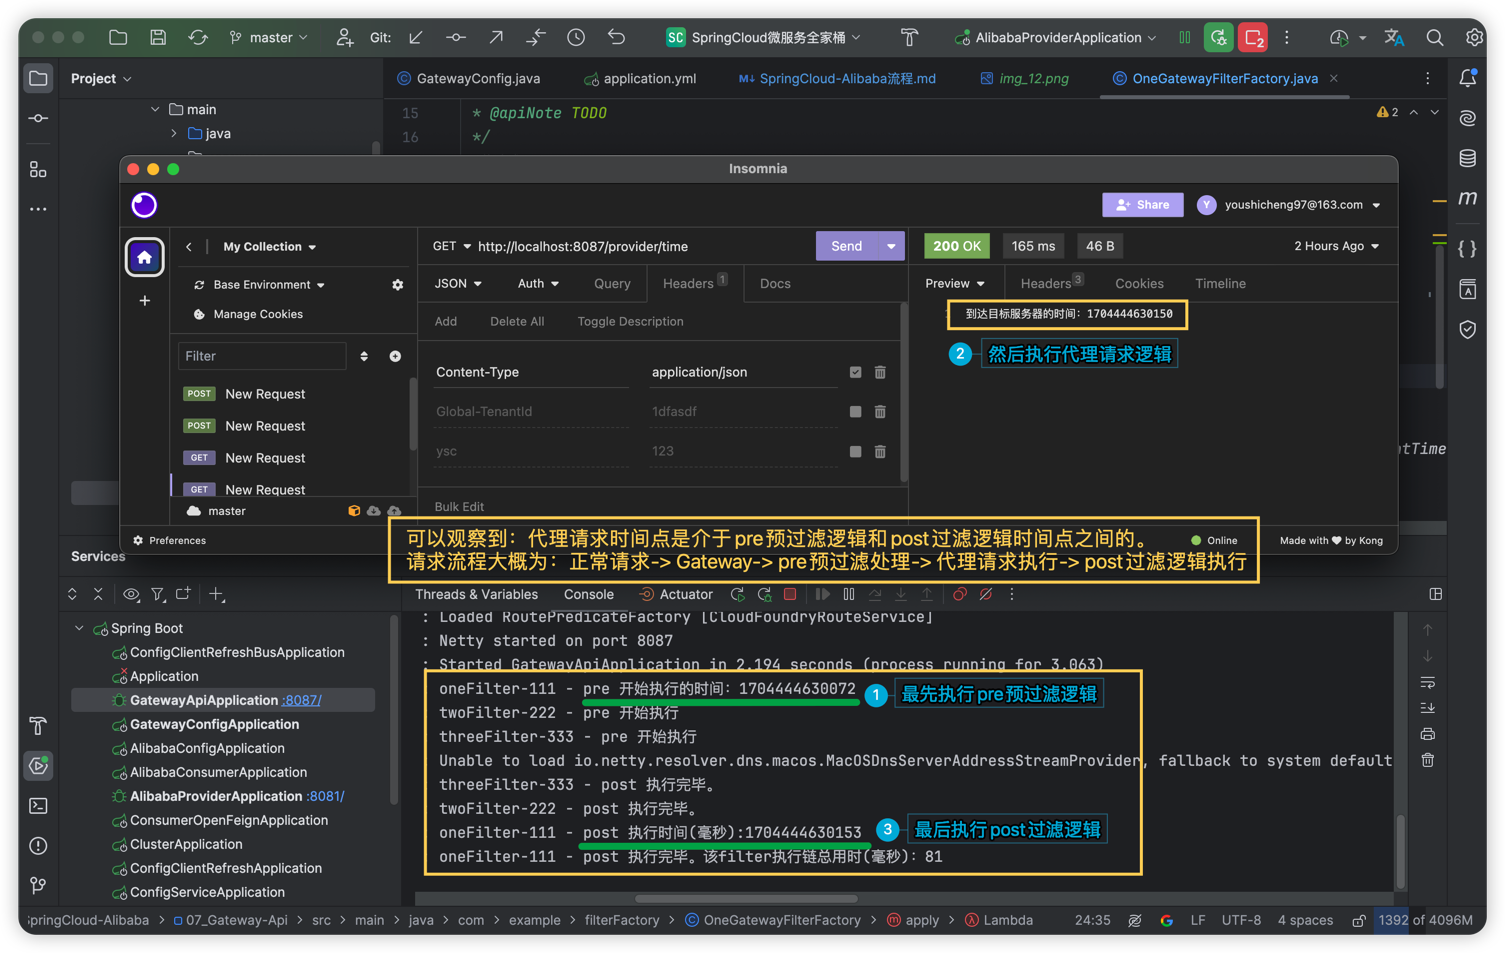 master
Git:
SC SpringCloud微服务全家桶
AlibabaProviderApplication
2
Project
GatewayConfig.java
application.yml
M↓ SpringCloud-Alibaba流程.md
img_12.png
OneGatewayFilterFactory.java
main
java
15 * @apiNote TODO
16 */
2
Insomnia
Share
Y youshicheng97@163.com
My Collection
GET http://localhost:8087/provider/time
Send
200 OK
165 ms
46 B
2 Hours Ago
Base Environment
JSON
Auth
Query
Headers 1
Docs
Preview
Headers 3
Cookies
Timeline
Manage Cookies
Add
Delete All
Toggle Description
到达目标服务器的时间：1704444630150
2 然后执行代理请求逻辑
Filter
Content-Type application/json
POST New Request
Global-TenantId 1dfasdf
POST New Request
ysc 123
GET New Request
GET New Request
ntTime
master
Bulk Edit
Preferences
可以观察到：代理请求时间点是介于pre预过滤逻辑和post过滤逻辑时间点之间的。
请求流程大概为：正常请求-> Gateway-> pre预过滤处理-> 代理请求执行-> post过滤逻辑执行
Online
Made with ♥ by Kong
Services
Threads & Variables
Console
Actuator
Spring Boot
ConfigClientRefreshBusApplication
Application
GatewayApiApplication :8087/
GatewayConfigApplication
AlibabaConfigApplication
AlibabaConsumerApplication
AlibabaProviderApplication :8081/
ConsumerOpenFeignApplication
ClusterApplication
ConfigClientRefreshApplication
ConfigServiceApplication
: Loaded RoutePredicateFactory [CloudFoundryRouteService]
: Netty started on port 8087
: Started GatewayApiApplication in 2.194 seconds (process running for 3.063)
oneFilter-111 - pre 开始执行的时间：1704444630072
1 最先执行pre预过滤逻辑
twoFilter-222 - pre 开始执行
threeFilter-333 - pre 开始执行
Unable to load io.netty.resolver.dns.macos.MacOSDnsServerAddressStreamProvider, fallback to system default
threeFilter-333 - post 执行完毕。
twoFilter-222 - post 执行完毕。
oneFilter-111 - post 执行时间(毫秒):1704444630153
3 最后执行post过滤逻辑
oneFilter-111 - post 执行完毕。该filter执行链总用时(毫秒)：81
SpringCloud-Alibaba > 07_Gateway-Api > src > main > java > com > example > filterFactory > OneGatewayFilterFactory > apply > Lambda
24:35
LF
UTF-8
4 spaces
1392 of 4096M